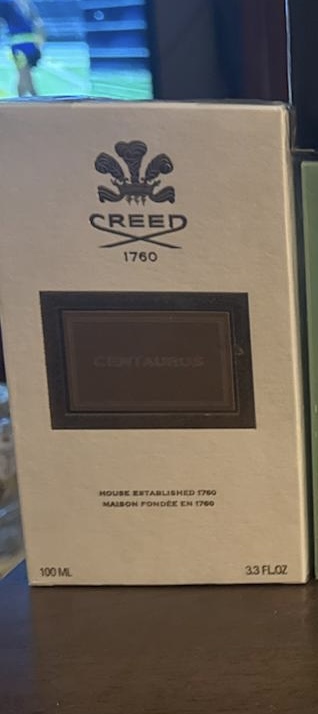 CREED
1760
CENTAURUS
HOUSE ESTABLISHED 1760
MAISON FONDÉE EN 1760
100 ML
3.3 FL.OZ